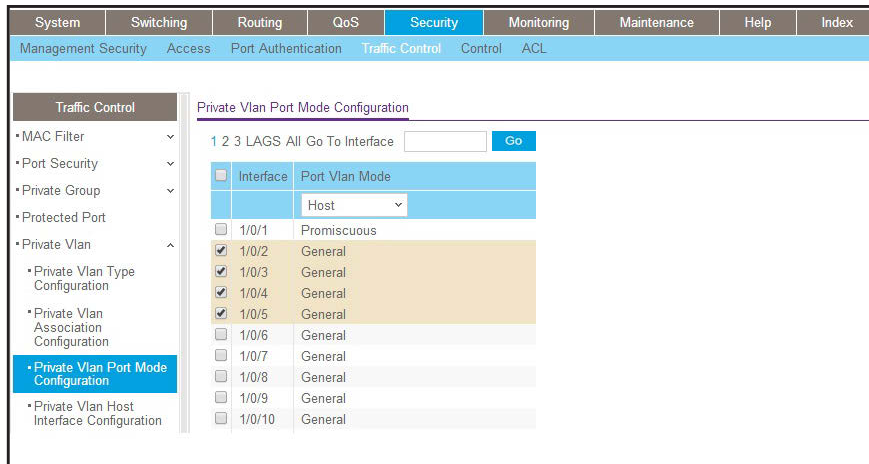 System Switching Routing QoS Security Monitoring Maintenance Help Index
Management Security Access Port Authentication Traffic Control Control ACL
Traffic Control
MAC Filter
Port Security
Private Group
Protected Port
Private Vlan
Private Vlan Type
Configuration
Private Vlan
Association
Configuration
Private Vlan Port Mode
Configuration
Private Vlan Host
Interface Configuration
Private Vlan Port Mode Configuration
1 2 3 LAGS All Go To Interface Go
Interface Port Vlan Mode
Host
1/0/1 Promiscuous
1/0/2 General
1/0/3 General
1/0/4 General
1/0/5 General
1/0/6 General
1/0/7 General
1/0/8 General
1/0/9 General
1/0/10 General